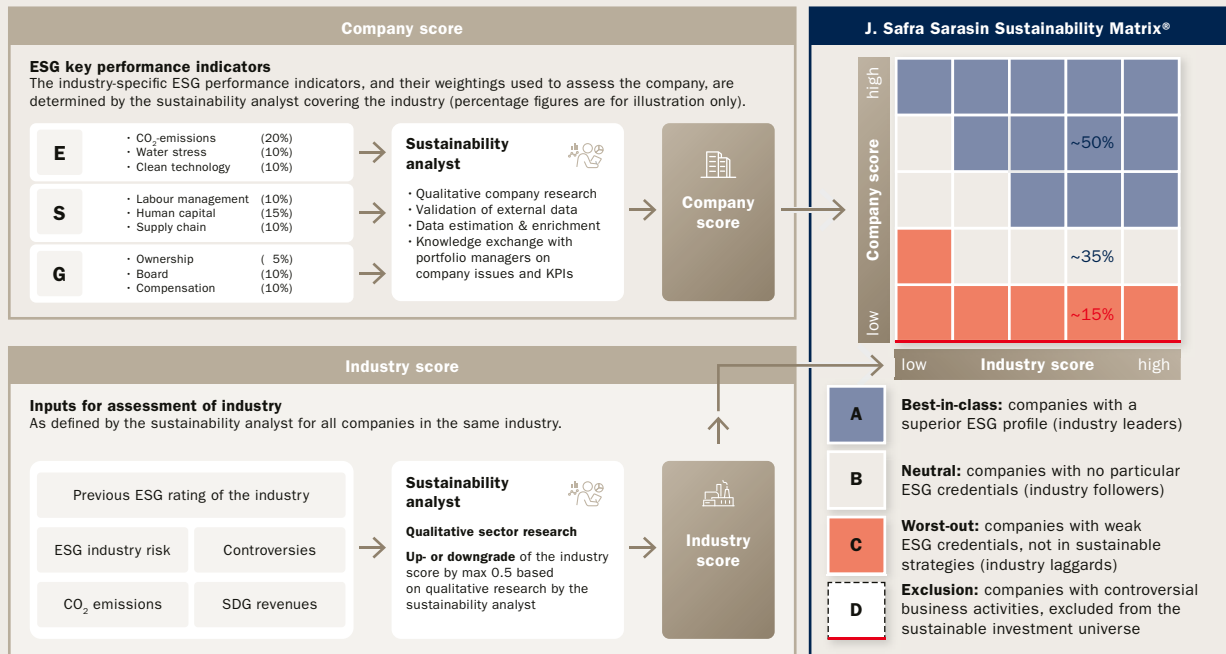 Company score
ESG key performance indicators
The industry-specific ESG performance indicators, and their weightings used to assess the company, are
determined by the sustainability analyst covering the industry (percentage figures are for illustration only).
E
· CO₂-emissions (20%)
· Water stress (10%)
· Clean technology (10%)
S
· Labour management (10%)
· Human capital (15%)
· Supply chain (10%)
G
· Ownership ( 5%)
· Board (10%)
· Compensation (10%)
Sustainability
analyst
· Qualitative company research
· Validation of external data
· Data estimation & enrichment
· Knowledge exchange with
portfolio managers on
company issues and KPIs
Company
score
Industry score
Inputs for assessment of industry
As defined by the sustainability analyst for all companies in the same industry.
Previous ESG rating of the industry
ESG industry risk
Controversies
CO₂ emissions
SDG revenues
Sustainability
analyst
Qualitative sector research
Up- or downgrade of the industry
score by max 0.5 based
on qualitative research by the
sustainability analyst
Industry
score
J. Safra Sarasin Sustainability Matrix®
high
Company score
low
~50%
~35%
~15%
low Industry score high
A
Best-in-class: companies with a
superior ESG profile (industry leaders)
B
Neutral: companies with no particular
ESG credentials (industry followers)
C
Worst-out: companies with weak
ESG credentials, not in sustainable
strategies (industry laggards)
D
Exclusion: companies with controversial
business activities, excluded from the
sustainable investment universe